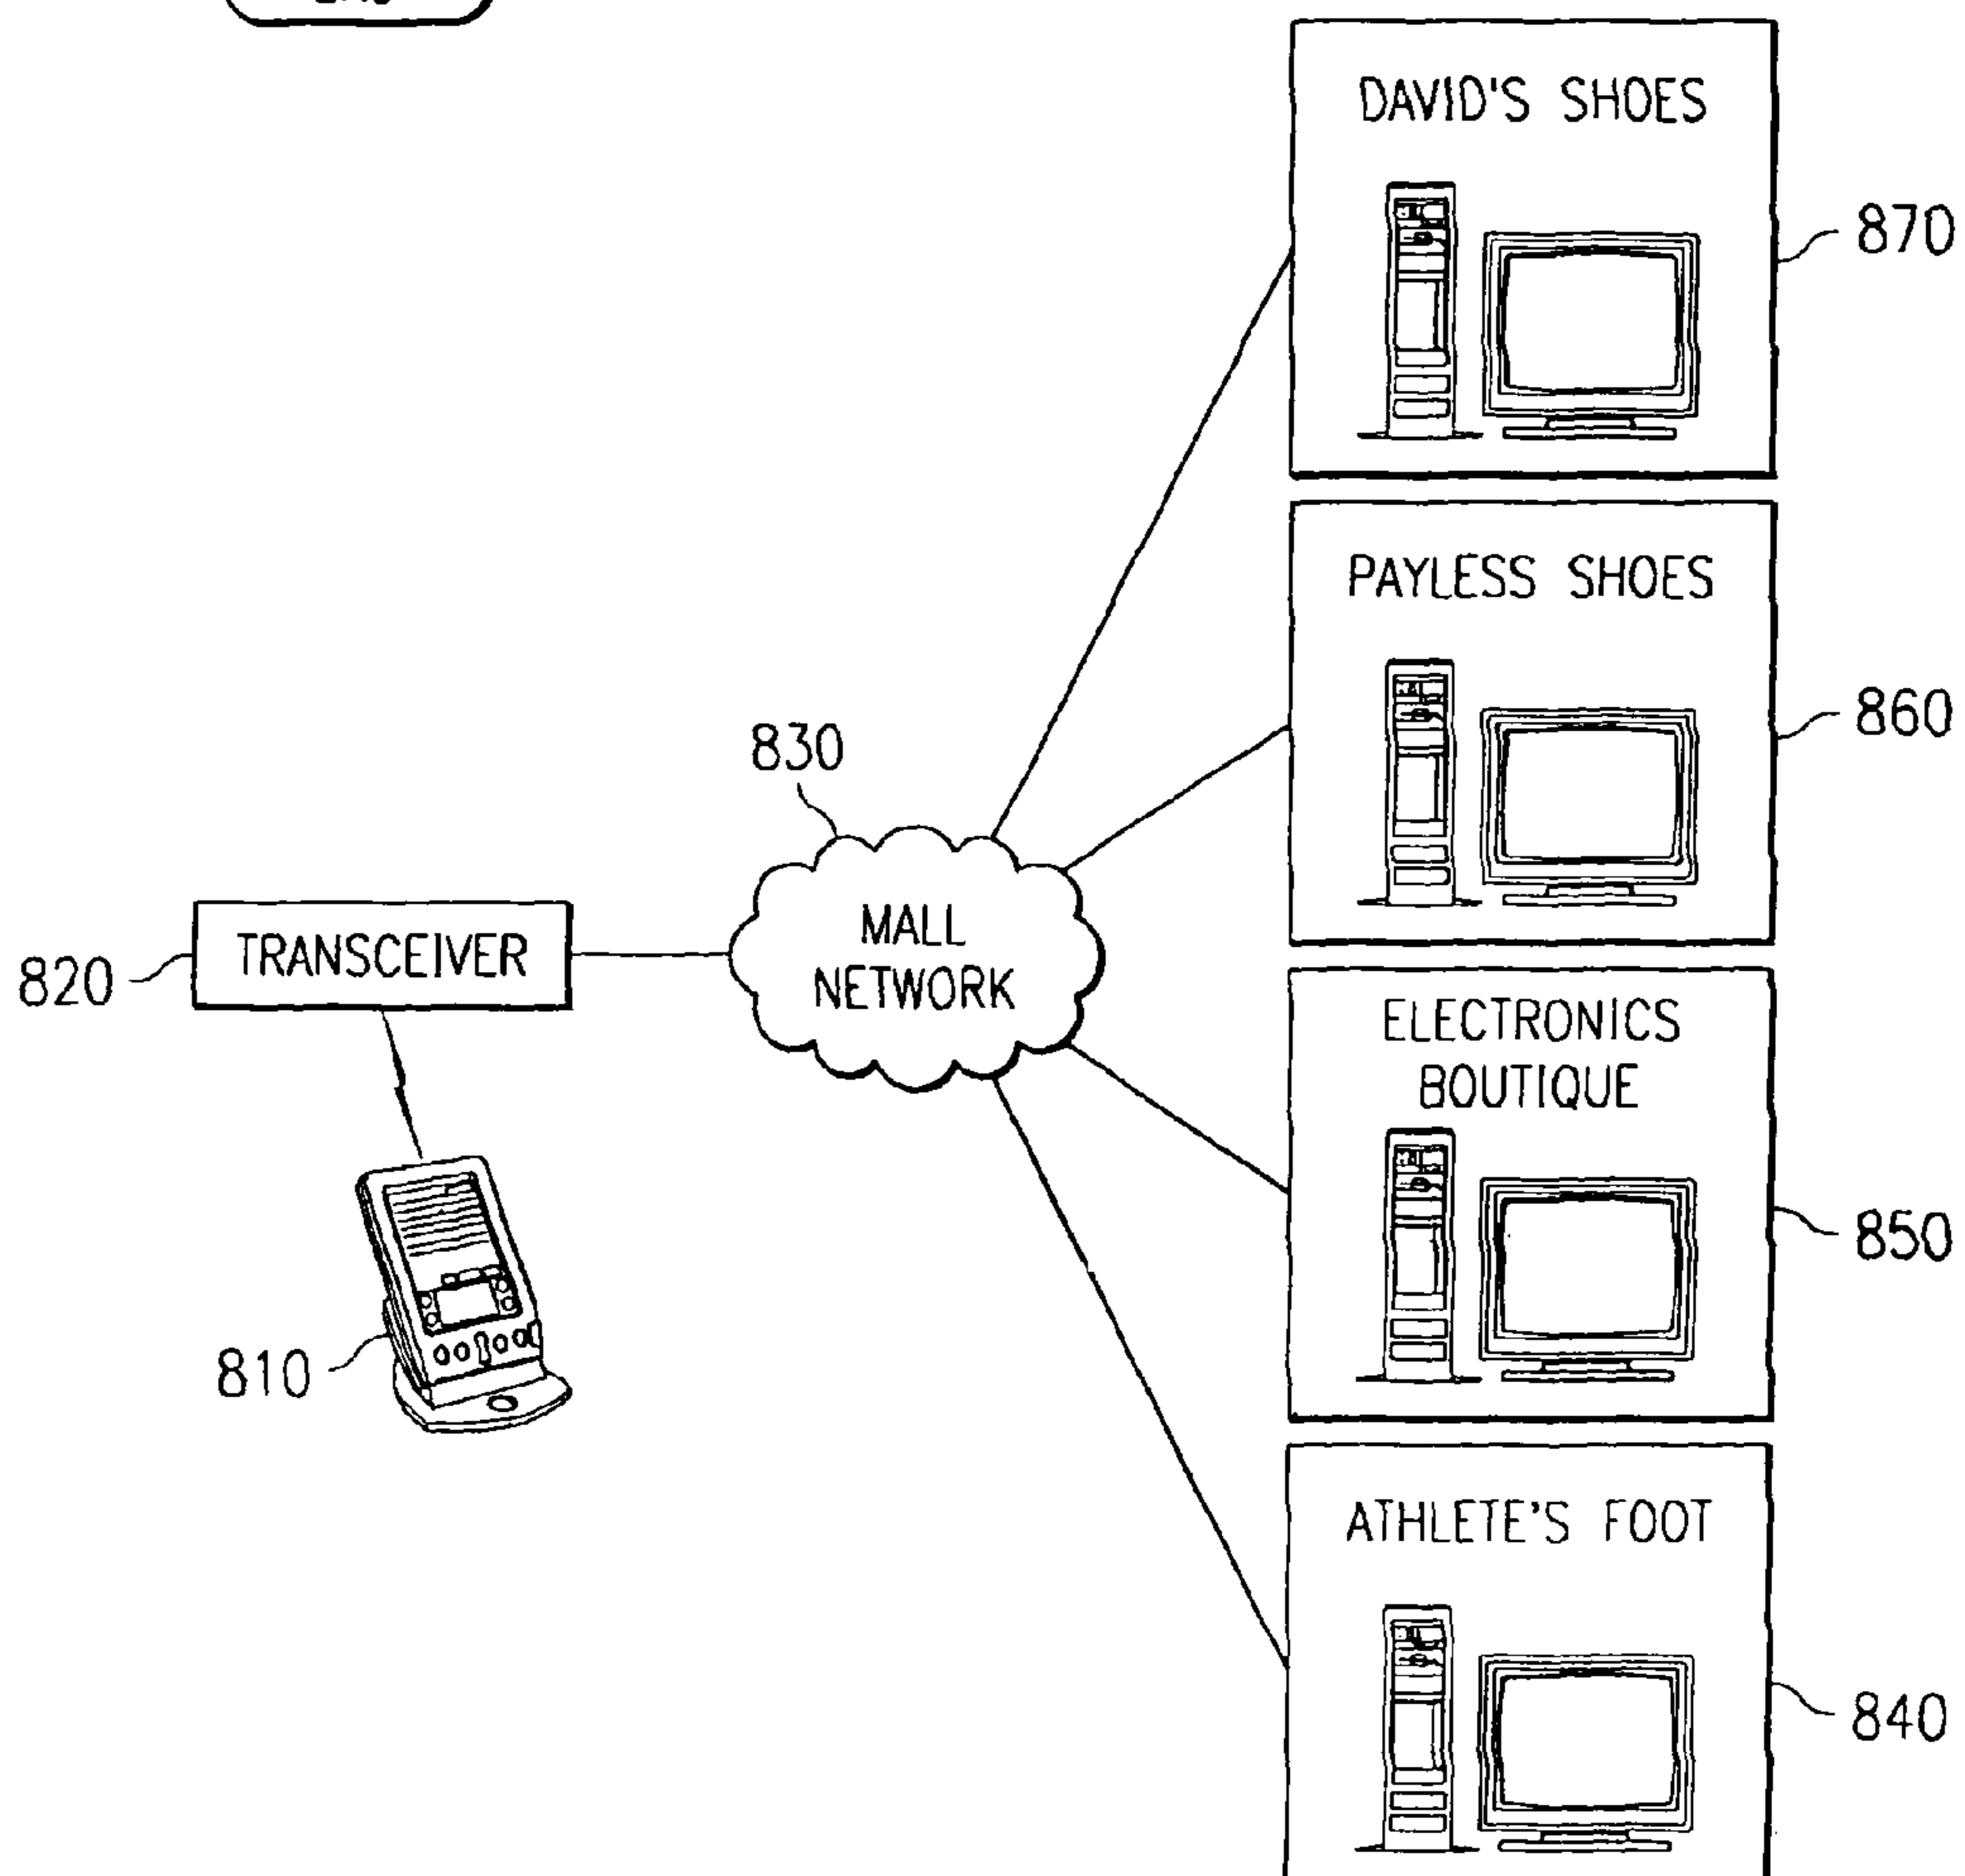 DAVID'S SHOES
870
PAYLESS SHOES
860
830
MALL
NETWORK
TRANSCEIVER
820
ELECTRONICS
BOUTIQUE
850
810
ATHLETE'S FOOT
840